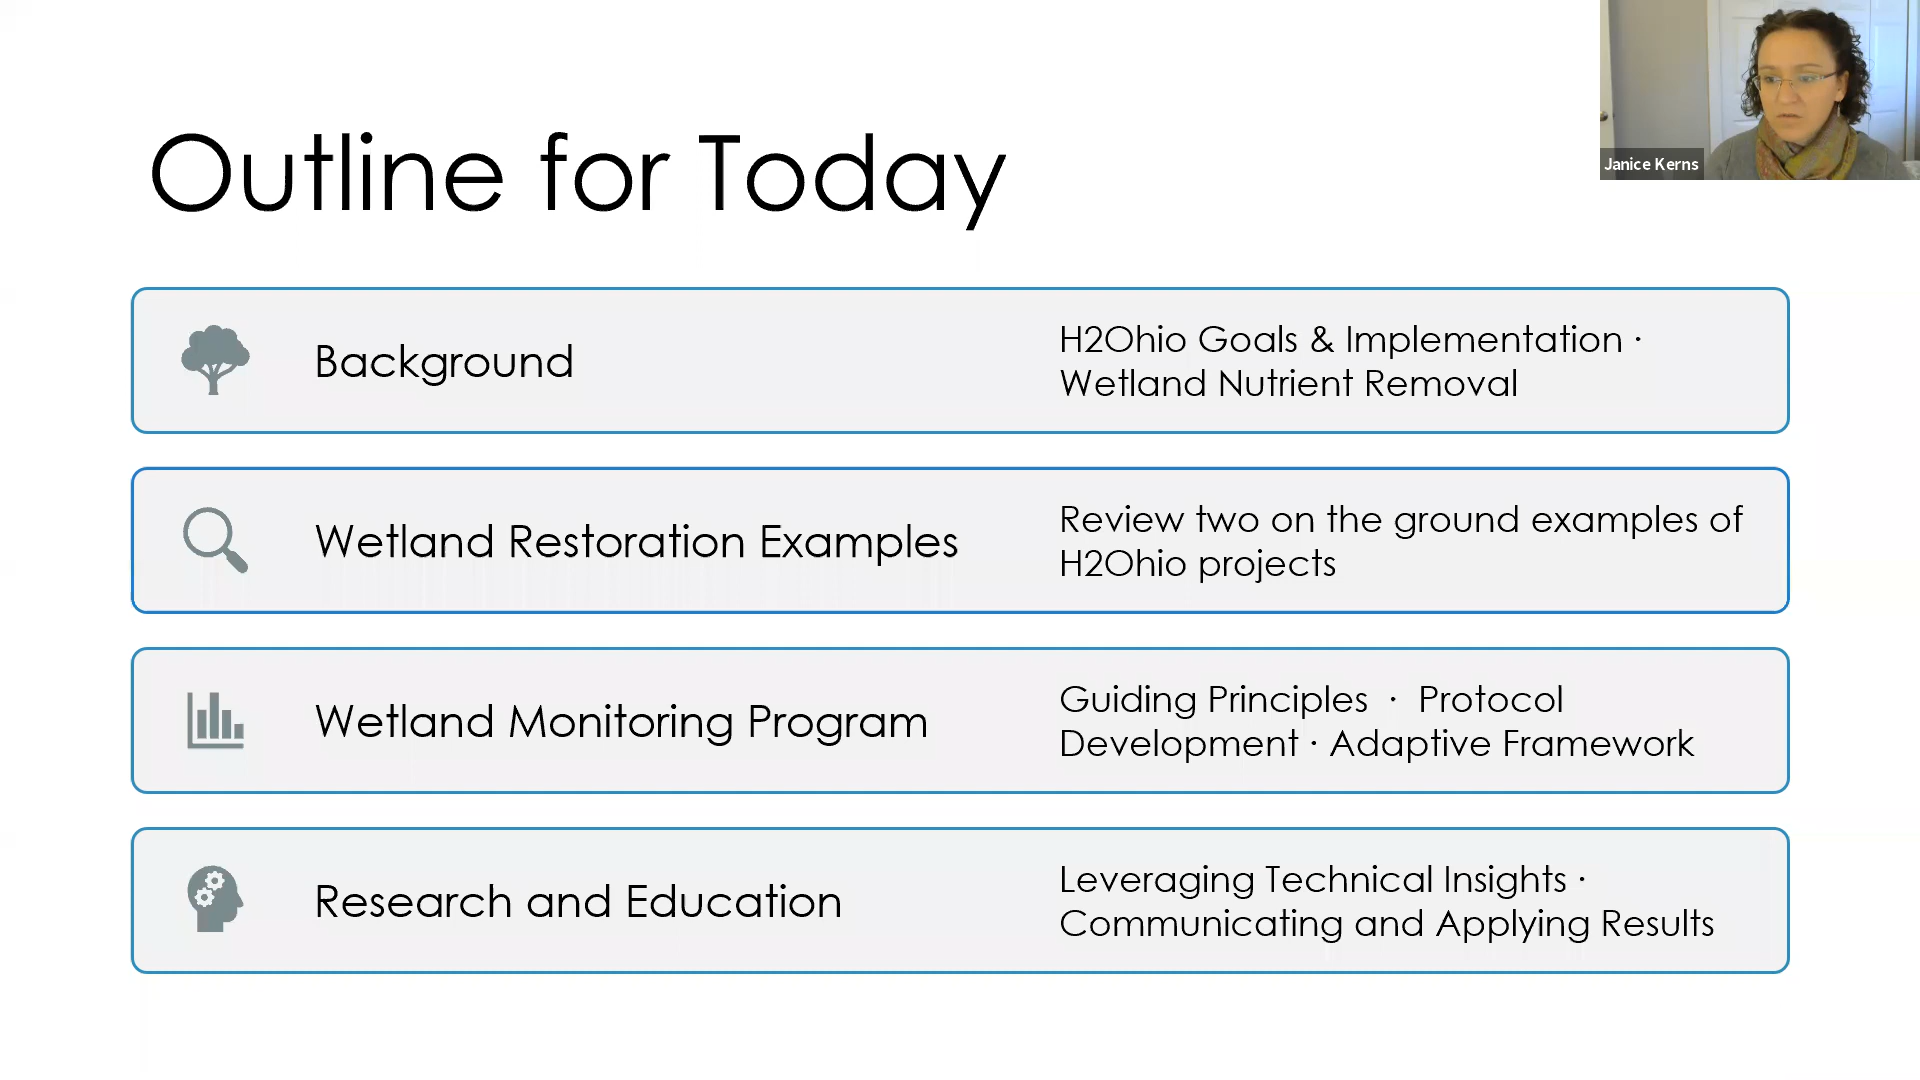 Janice Kerns
Outline for Today
Background
H2Ohio Goals & Implementation ·
Wetland Nutrient Removal
Wetland Restoration Examples
Review two on the ground examples of
H2Ohio projects
Wetland Monitoring Program
Guiding Principles · Protocol
Development · Adaptive Framework
Research and Education
Leveraging Technical Insights ·
Communicating and Applying Results